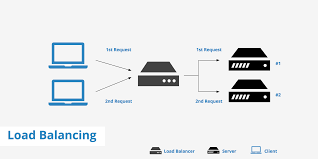 1st Request
1st Request
#1
2nd Request
2nd Request
#2
Load Balancing
Load Balancer
Server
Client